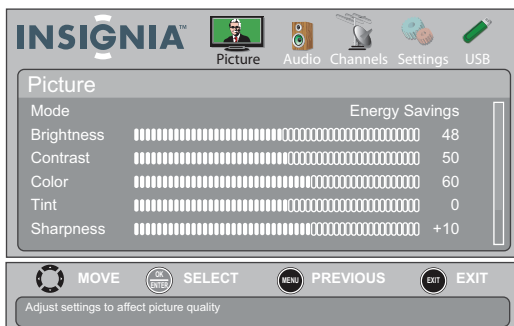 INSIGNIA™
Picture Audio Channels Settings USB
Picture
Mode Energy Savings
Brightness 48
Contrast 50
Color 60
Tint 0
Sharpness +10
MOVE OK ENTER SELECT MENU PREVIOUS EXIT EXIT
Adjust settings to affect picture quality